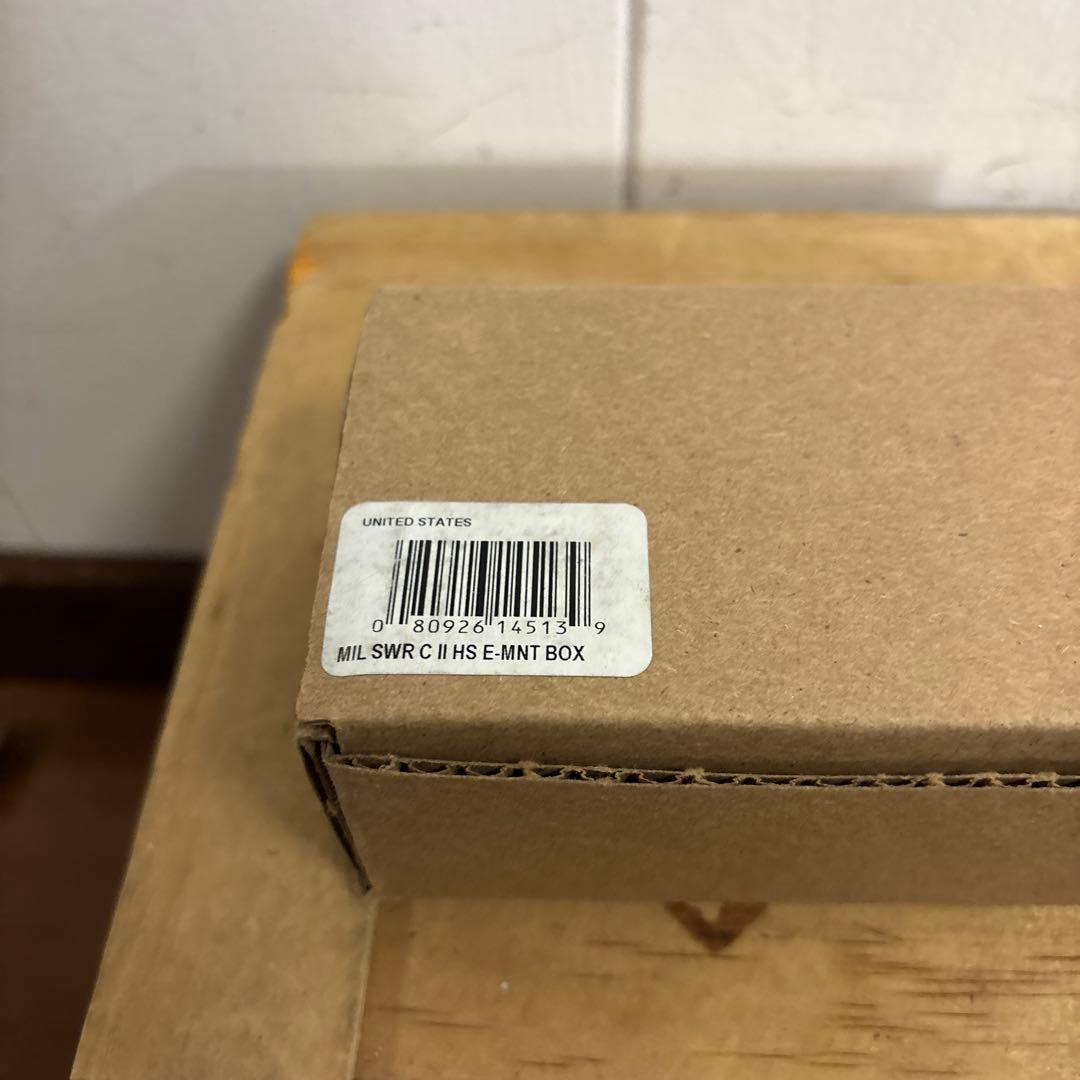 UNITED STATES
0 80926 14513 9
MIL SWR C II HS E-MNT BOX